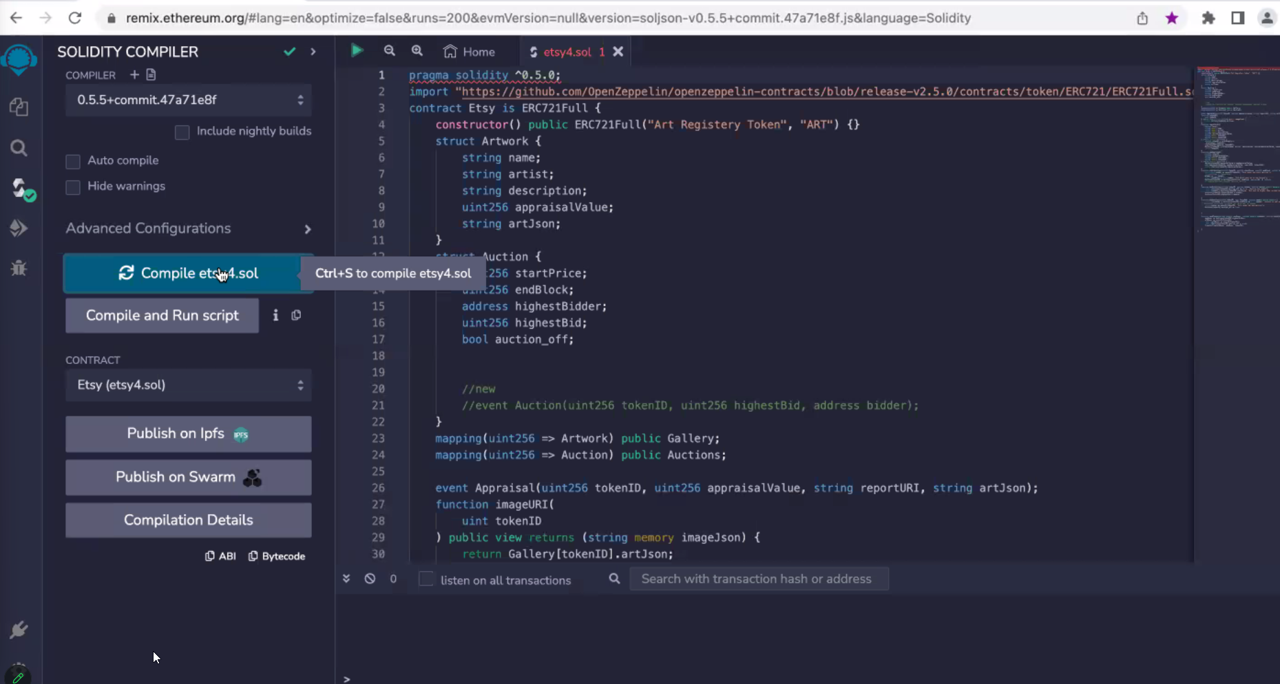 remix.ethereum.org/#lang=en&optimize=false&runs=200&evmVersion=null&version=soljson-v0.5.5+commit.47a71e8f.js&language=Solidity
SOLIDITY COMPILER
COMPILER
0.5.5+commit.47a71e8f
Include nightly builds
Auto compile
Hide warnings
Advanced Configurations
Compile etsy4.sol
Ctrl+S to compile etsy4.sol
Compile and Run script
CONTRACT
Etsy (etsy4.sol)
Publish on Ipfs
IPFS
Publish on Swarm
Compilation Details
ABI Bytecode
Home etsy4.sol 1
1 pragma solidity ^0.5.0;
2 import "https://github.com/OpenZeppelin/openzeppelin-contracts/blob/release-v2.5.0/contracts/token/ERC721/ERC721Full.so
3 contract Etsy is ERC721Full {
4 constructor() public ERC721Full("Art Registery Token", "ART") {}
5 struct Artwork {
6 string name;
7 string artist;
8 string description;
9 uint256 appraisalValue;
10 string artJson;
11 }
Auction {
256 startPrice;
endBlock;
15 address highestBidder;
16 uint256 highestBid;
17 bool auction_off;
18
19
20 //new
21 //event Auction(uint256 tokenID, uint256 highestBid, address bidder);
22 }
23 mapping(uint256 => Artwork) public Gallery;
24 mapping(uint256 => Auction) public Auctions;
25
26 event Appraisal(uint256 tokenID, uint256 appraisalValue, string reportURI, string artJson);
27 function imageURI(
28 uint tokenID
29 ) public view returns (string memory imageJson) {
30 return Gallery[tokenID].artJson;
0 listen on all transactions Search with transaction hash or address
>